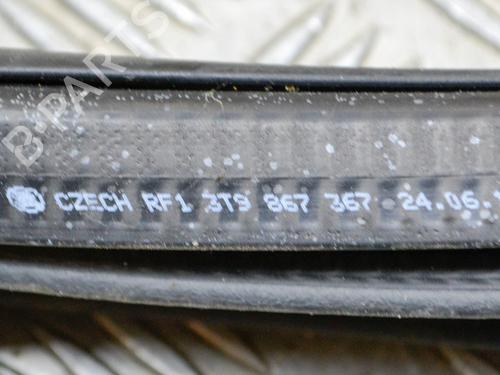 B-PARTS
CZECH RF1 3T9 867 367 24.06.